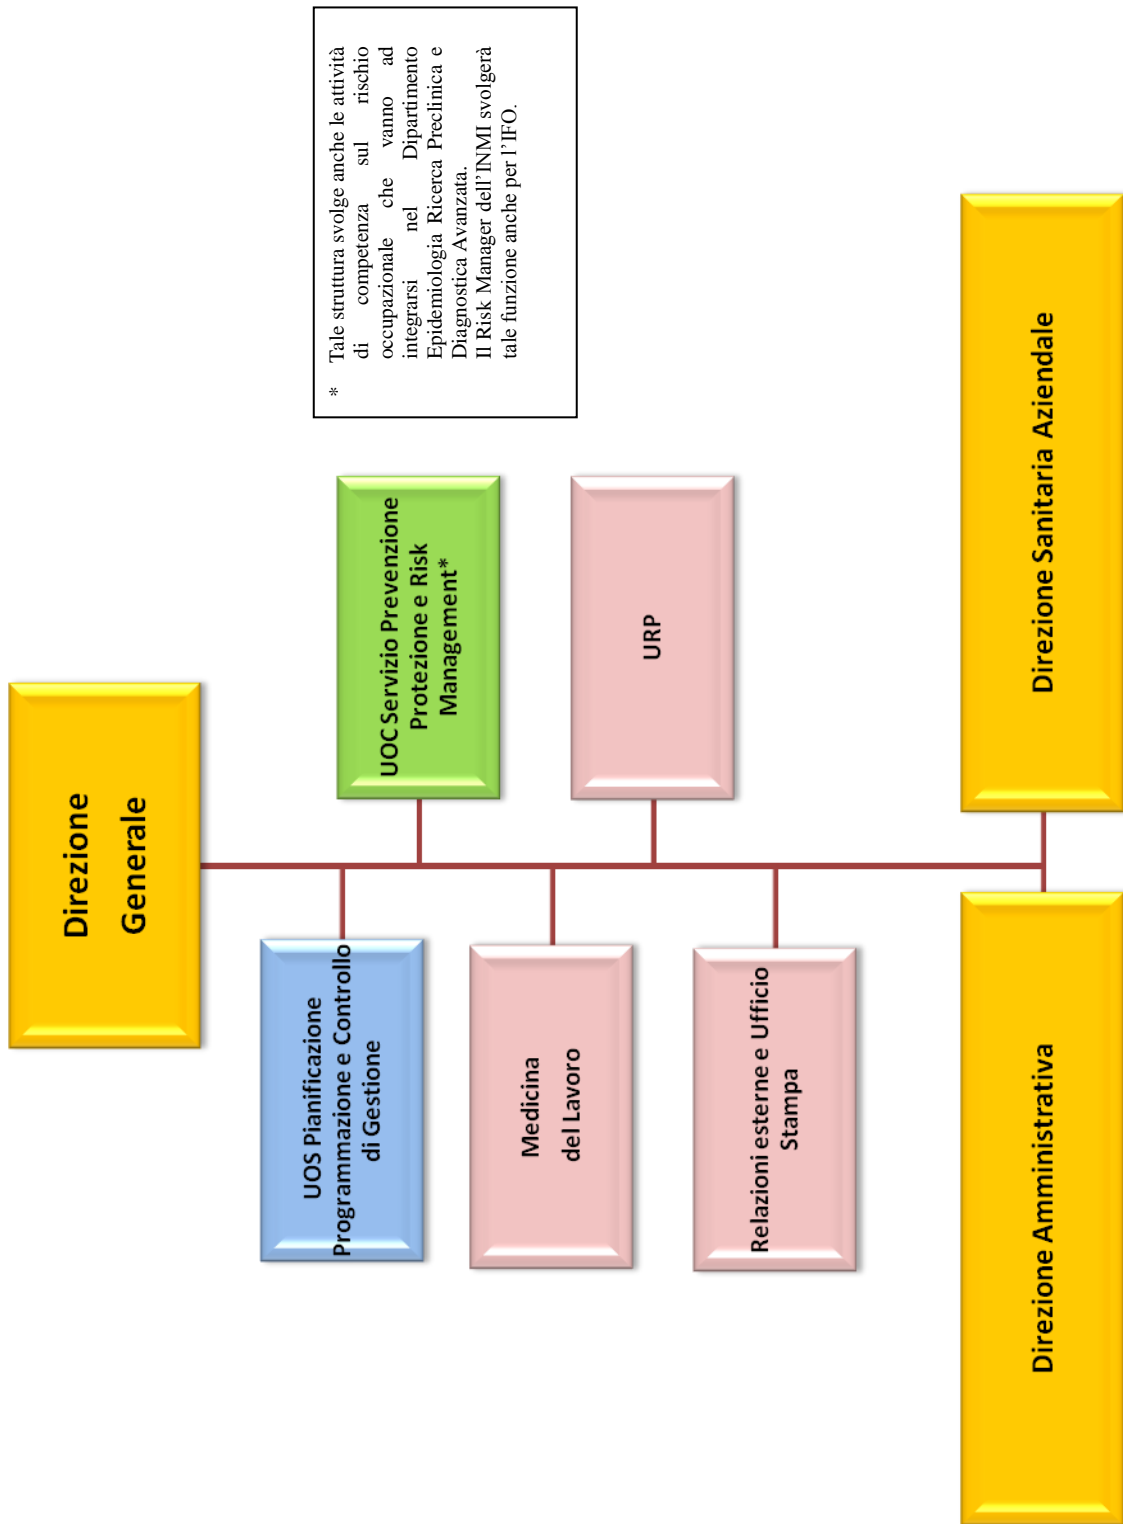 Direzione
Generale
UOS Pianificazione
Programmazione e Controllo
di Gestione
UOC Servizio Prevenzione
Protezione e Risk
Management*
Medicina
del Lavoro
URP
Relazioni esterne e Ufficio
Stampa
Direzione Amministrativa
Direzione Sanitaria Aziendale
* Tale struttura svolge anche le attività
di competenza sul rischio
occupazionale che vanno ad
integrarsi nel Dipartimento
Epidemiologia Ricerca Preclinica e
Diagnostica Avanzata.
Il Risk Manager dell'INMI svolgerà
tale funzione anche per l'IFO.